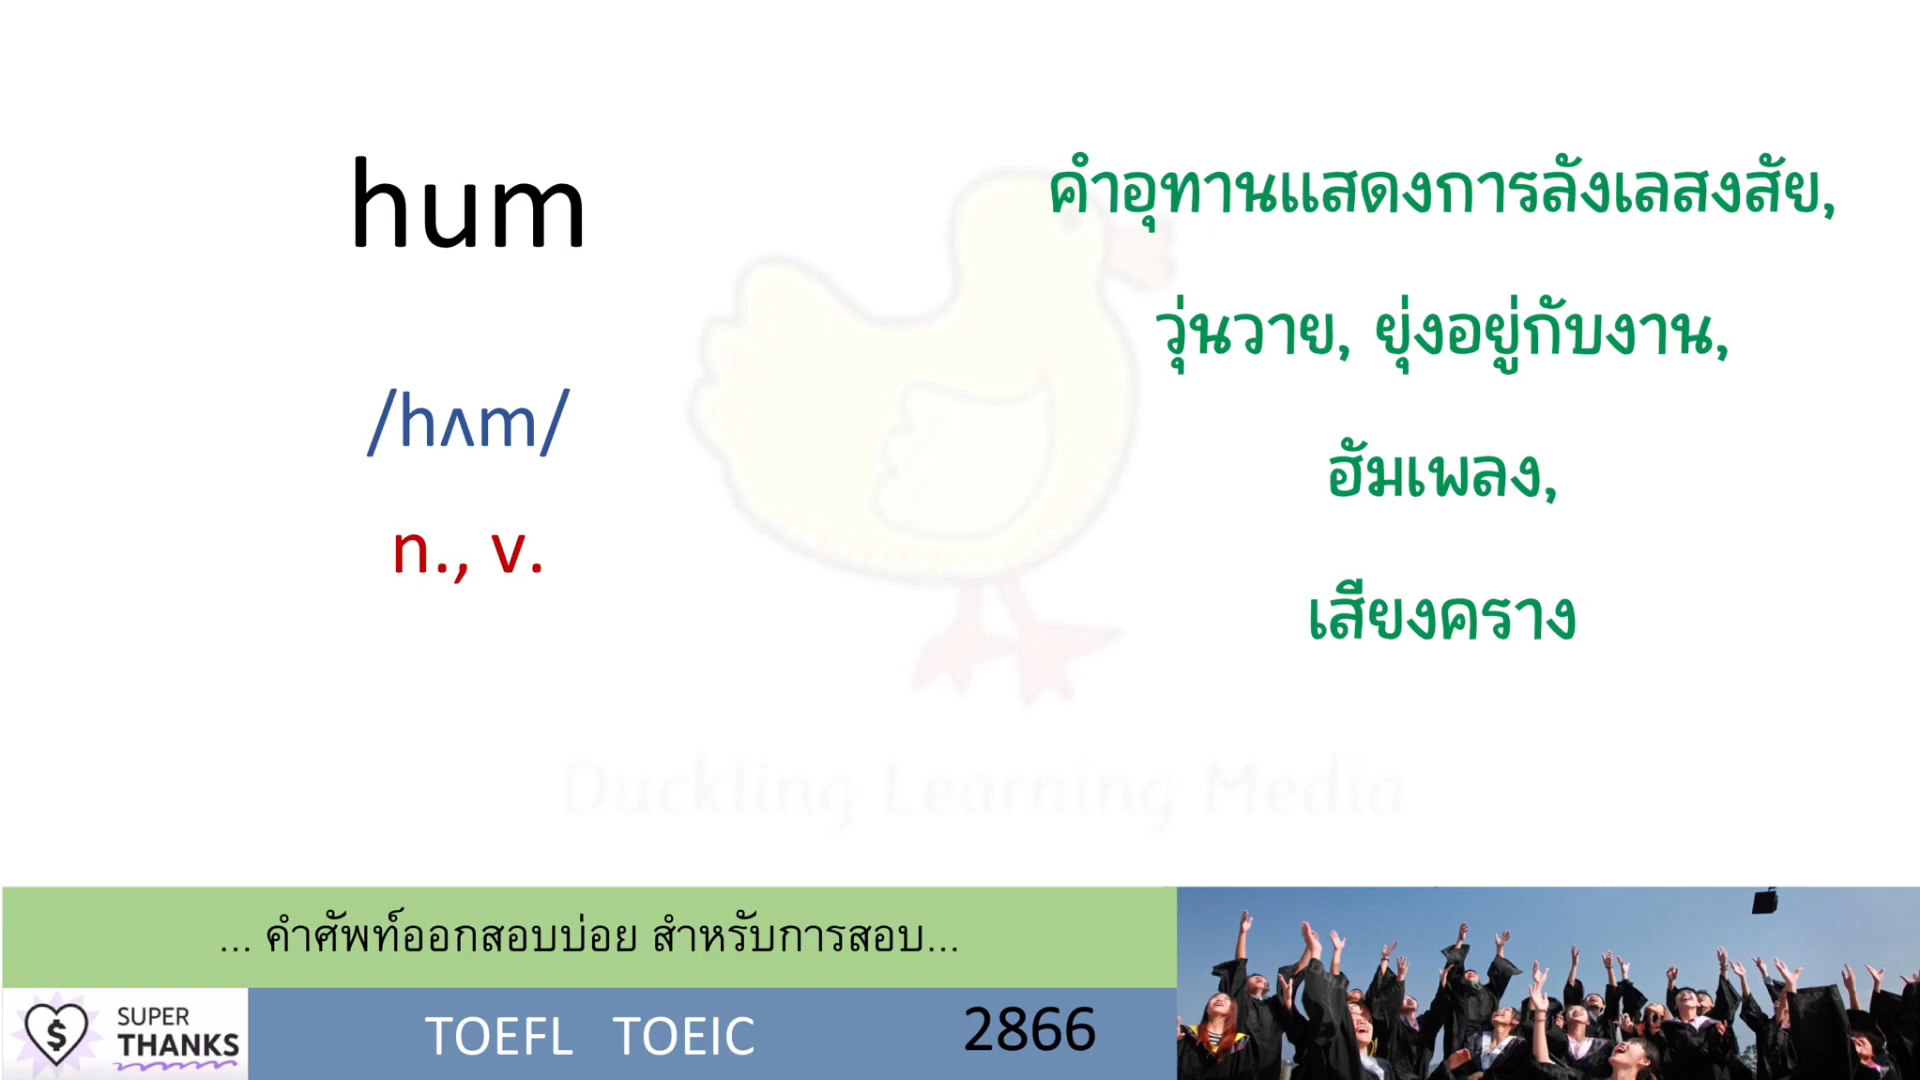 hum
/hʌm/
n., v.
คำอุทานแสดงการลังเลสงสัย,
วุ่นวาย, ยุ่งอยู่กับงาน,
ฮัมเพลง,
เสียงคราง
Duckling Learning Media
... คำศัพท์ออกสอบบ่อย สำหรับการสอบ...
SUPER
THANKS
TOEFL TOEIC
2866